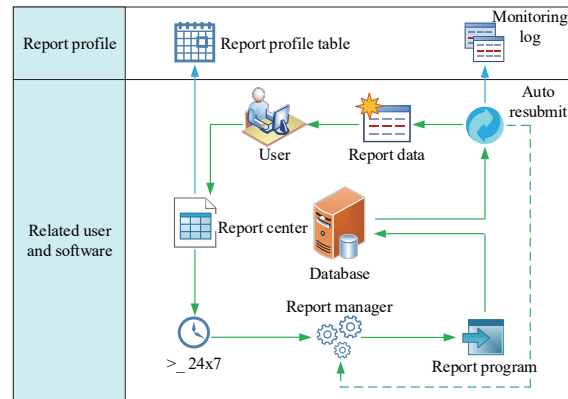 Report profile
Report profile table
Monitoring
log
Auto
resubmit
User
Report data
Related user
and software
Report center
Database
Report manager
>_ 24x7
Report program